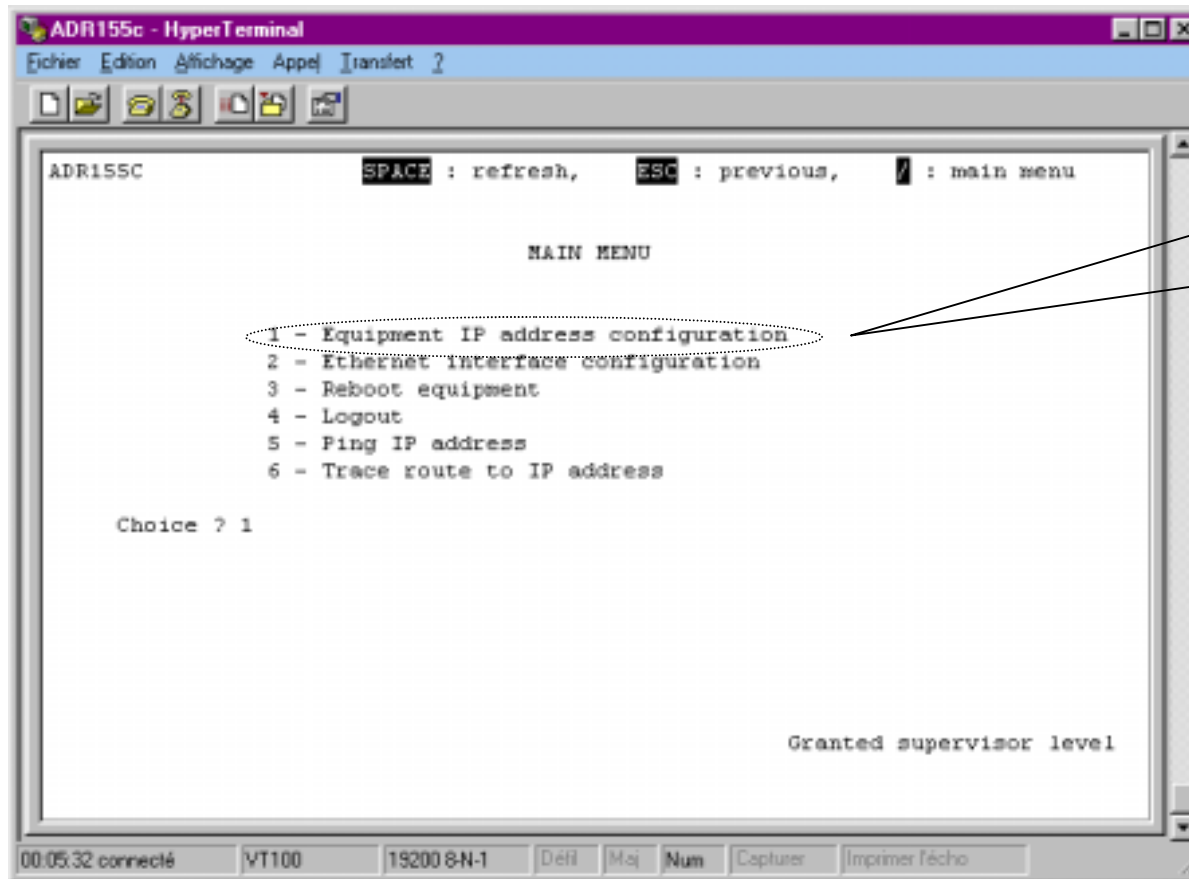 ADR155c - HyperTerminal
Fichier Edition Affichage Appel Transfert ?
ADR155C SPACE : refresh, ESC : previous, / : main menu
MAIN MENU
1 - Equipment IP address configuration
2 - Ethernet interface configuration
3 - Reboot equipment
4 - Logout
5 - Ping IP address
6 - Trace route to IP address
Choice ? 1
Granted supervisor level
00:05:32 connecté VT100 19200 8-N-1 Défil Maj Num Capturer Imprimer l'écho